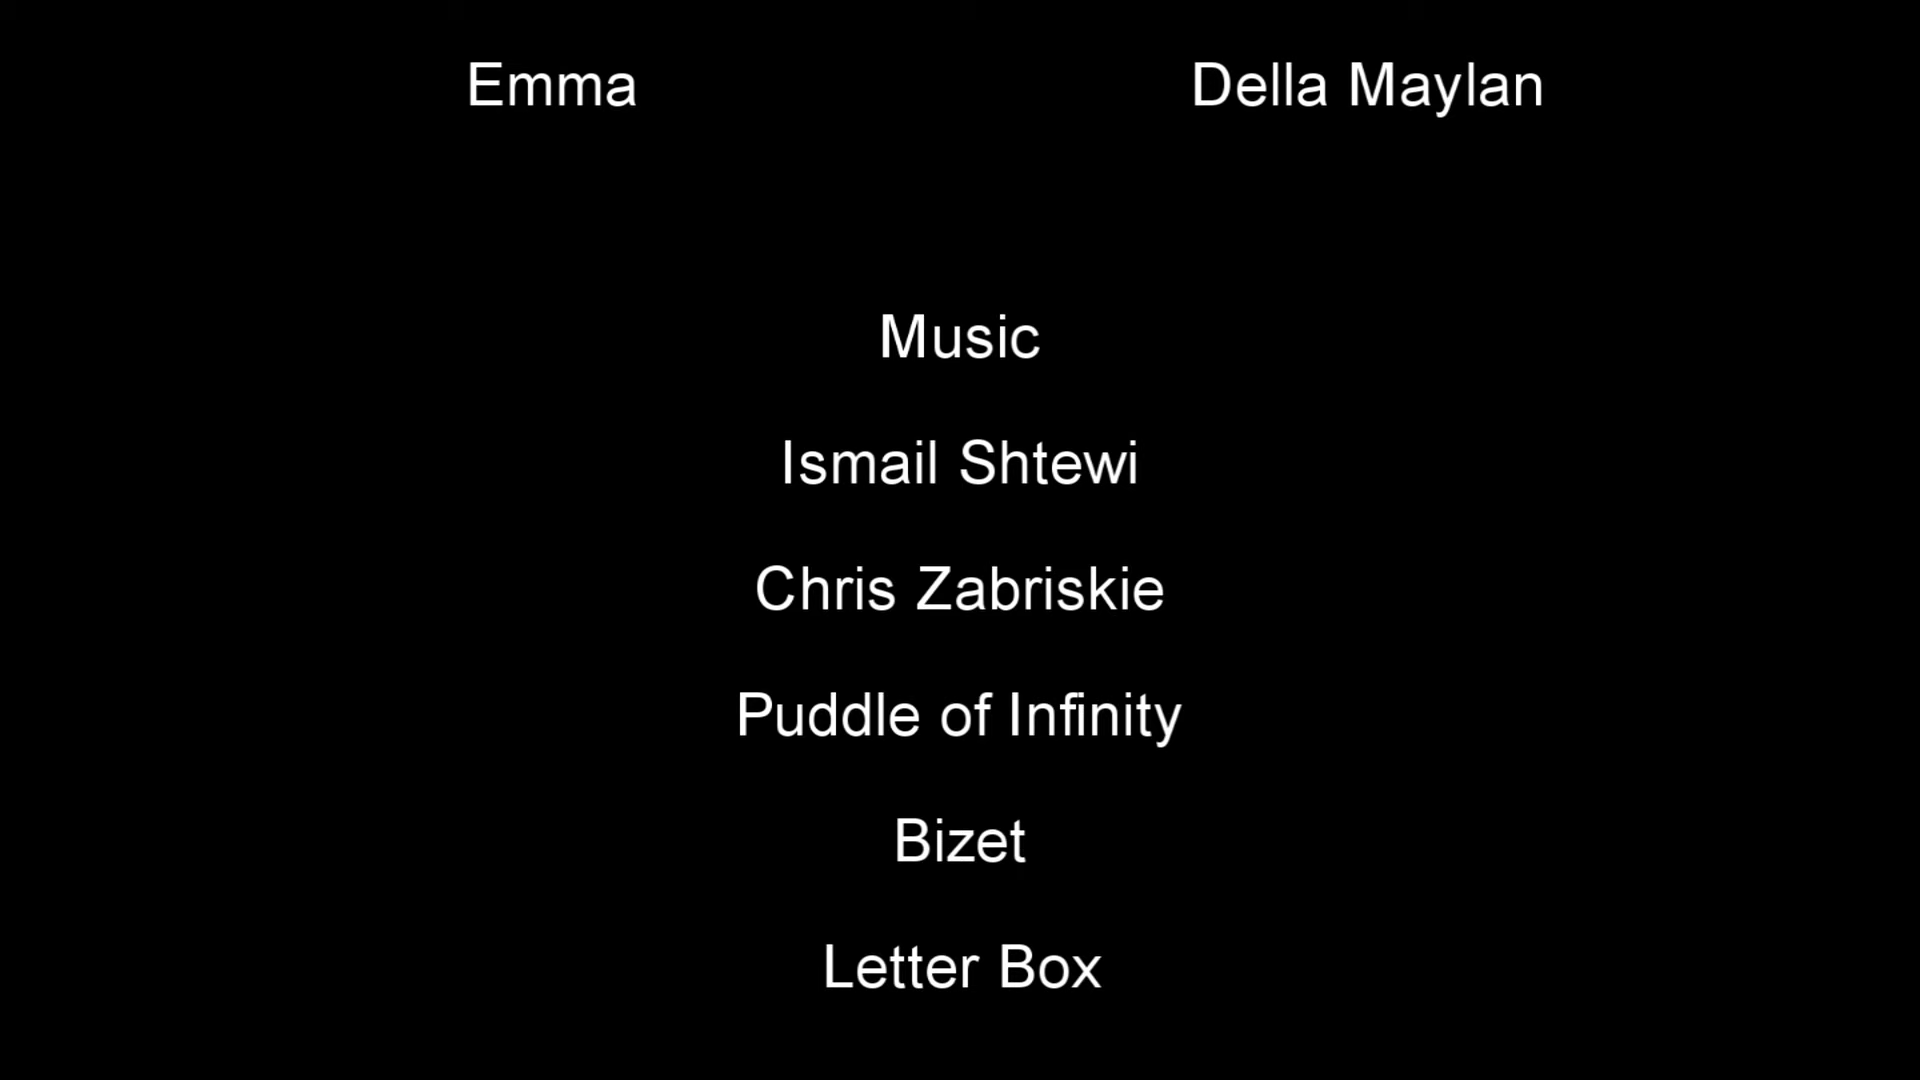 Emma Della Maylan
Music
Ismail Shtewi
Chris Zabriskie
Puddle of Infinity
Bizet
Letter Box